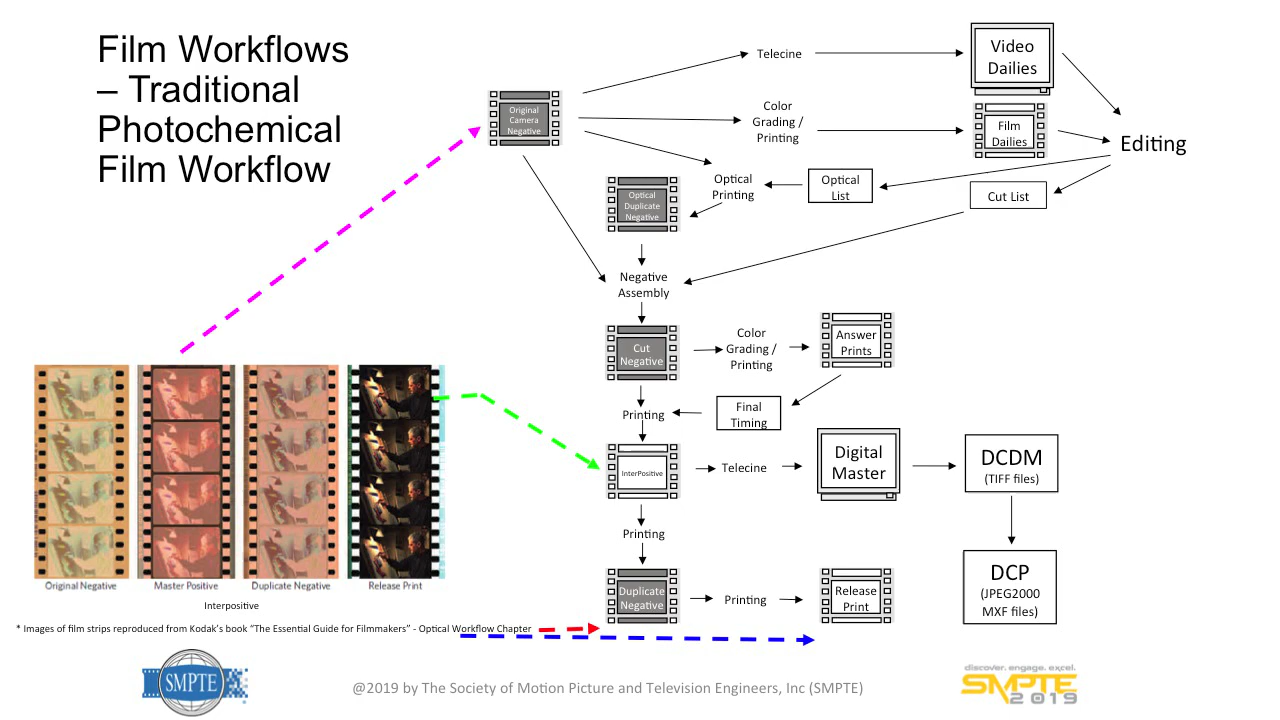 Film Workflows
– Traditional
Photochemical
Film Workflow
Telecine
Video
Dailies
Original
Camera
Negative
Color
Grading /
Printing
Film
Dailies
Editing
Optical
Printing
Optical
List
Cut List
Optical
Duplicate
Negative
Negative
Assembly
Cut
Negative
Color
Grading /
Printing
Answer
Prints
Printing
Final
Timing
InterPositive
Telecine
Digital
Master
DCDM
(TIFF files)
Printing
Duplicate
Negative
Printing
Release
Print
DCP
(JPEG2000
MXF files)
Original Negative
Master Positive
Duplicate Negative
Release Print
Interpositive
* Images of film strips reproduced from Kodak's book “The Essential Guide for Filmmakers” - Optical Workflow Chapter
SMPTE
@2019 by The Society of Motion Picture and Television Engineers, Inc (SMPTE)
discover. engage. excel.
SMPTE
2019